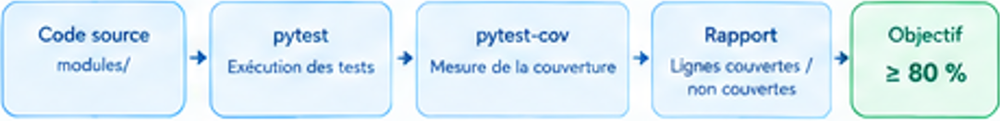 Code source
modules/
pytest
Exécution des tests
pytest-cov
Mesure de la couverture
Rapport
Lignes couvertes /
non couvertes
Objectif
≥ 80 %